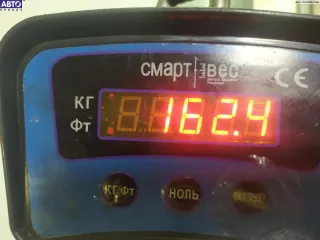 АВТО
СМАРТ ВЕС CE
КГ
Фт
162.4
КГ/Фт НОЛЬ